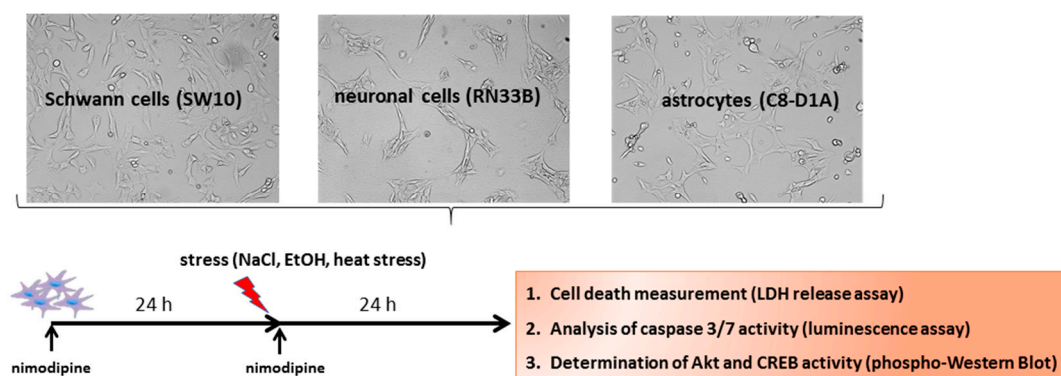 Schwann cells (SW10)
neuronal cells (RN33B)
astrocytes (C8-D1A)
stress (NaCl, EtOH, heat stress)
24 h
24 h
nimodipine
nimodipine
1. Cell death measurement (LDH release assay)
2. Analysis of caspase 3/7 activity (luminescence assay)
3. Determination of Akt and CREB activity (phospho-Western Blot)